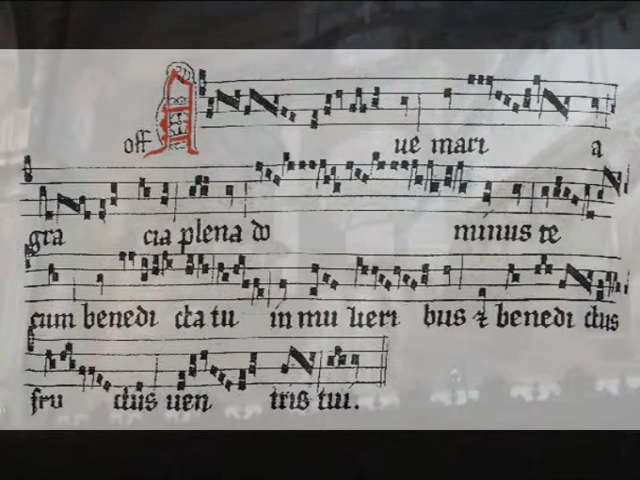 off A ue mari a
gra cia plena do minus te
cum benedi cta tu in mu lieri bus & benedi ctus
fru ctus uen tris tui.